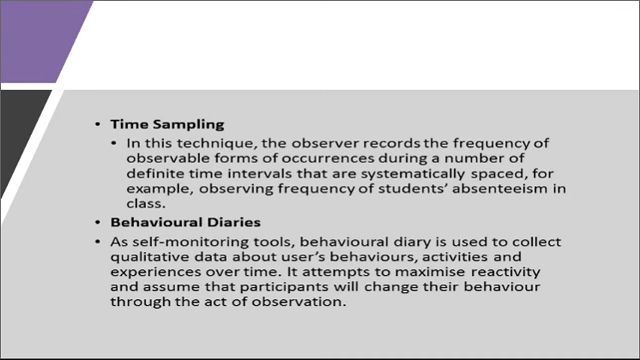 • Time Sampling
• In this technique, the observer records the frequency of
observable forms of occurrences during a number of
definite time intervals that are systematically spaced, for
example, observing frequency of students’ absenteeism in
class.
• Behavioural Diaries
• As self-monitoring tools, behavioural diary is used to collect
qualitative data about user’s behaviours, activities and
experiences over time. It attempts to maximise reactivity
and assume that participants will change their behaviour
through the act of observation.